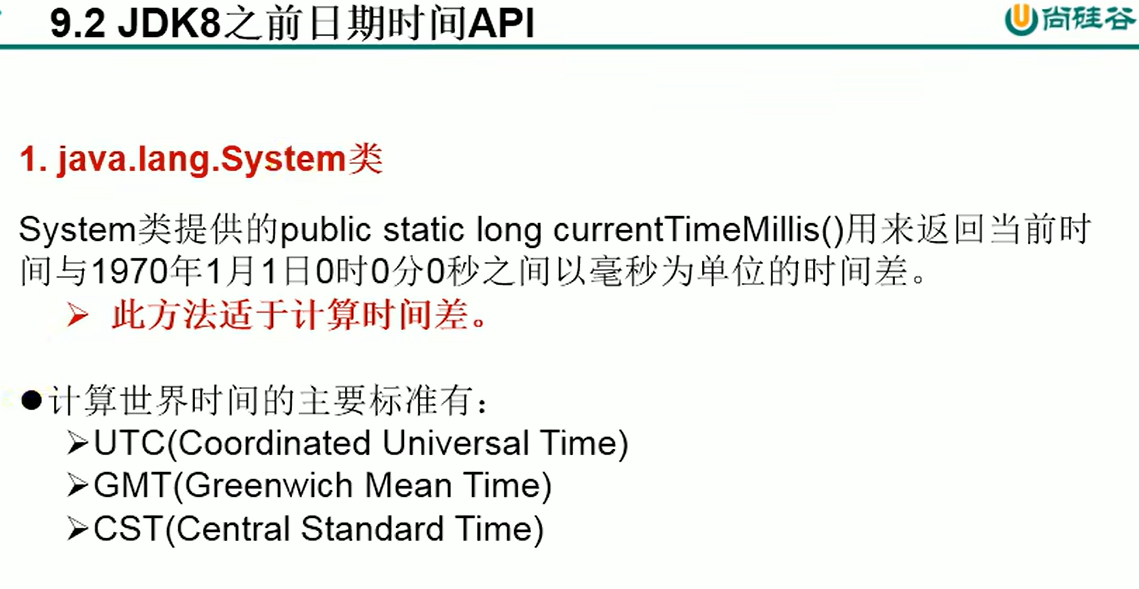 9.2 JDK8之前日期时间API
尚硅谷
1. java.lang.System类
System类提供的public static long currentTimeMillis()用来返回当前时
间与1970年1月1日0时0分0秒之间以毫秒为单位的时间差。
➢ 此方法适于计算时间差。
●计算世界时间的主要标准有：
➢UTC(Coordinated Universal Time)
➢GMT(Greenwich Mean Time)
➢CST(Central Standard Time)